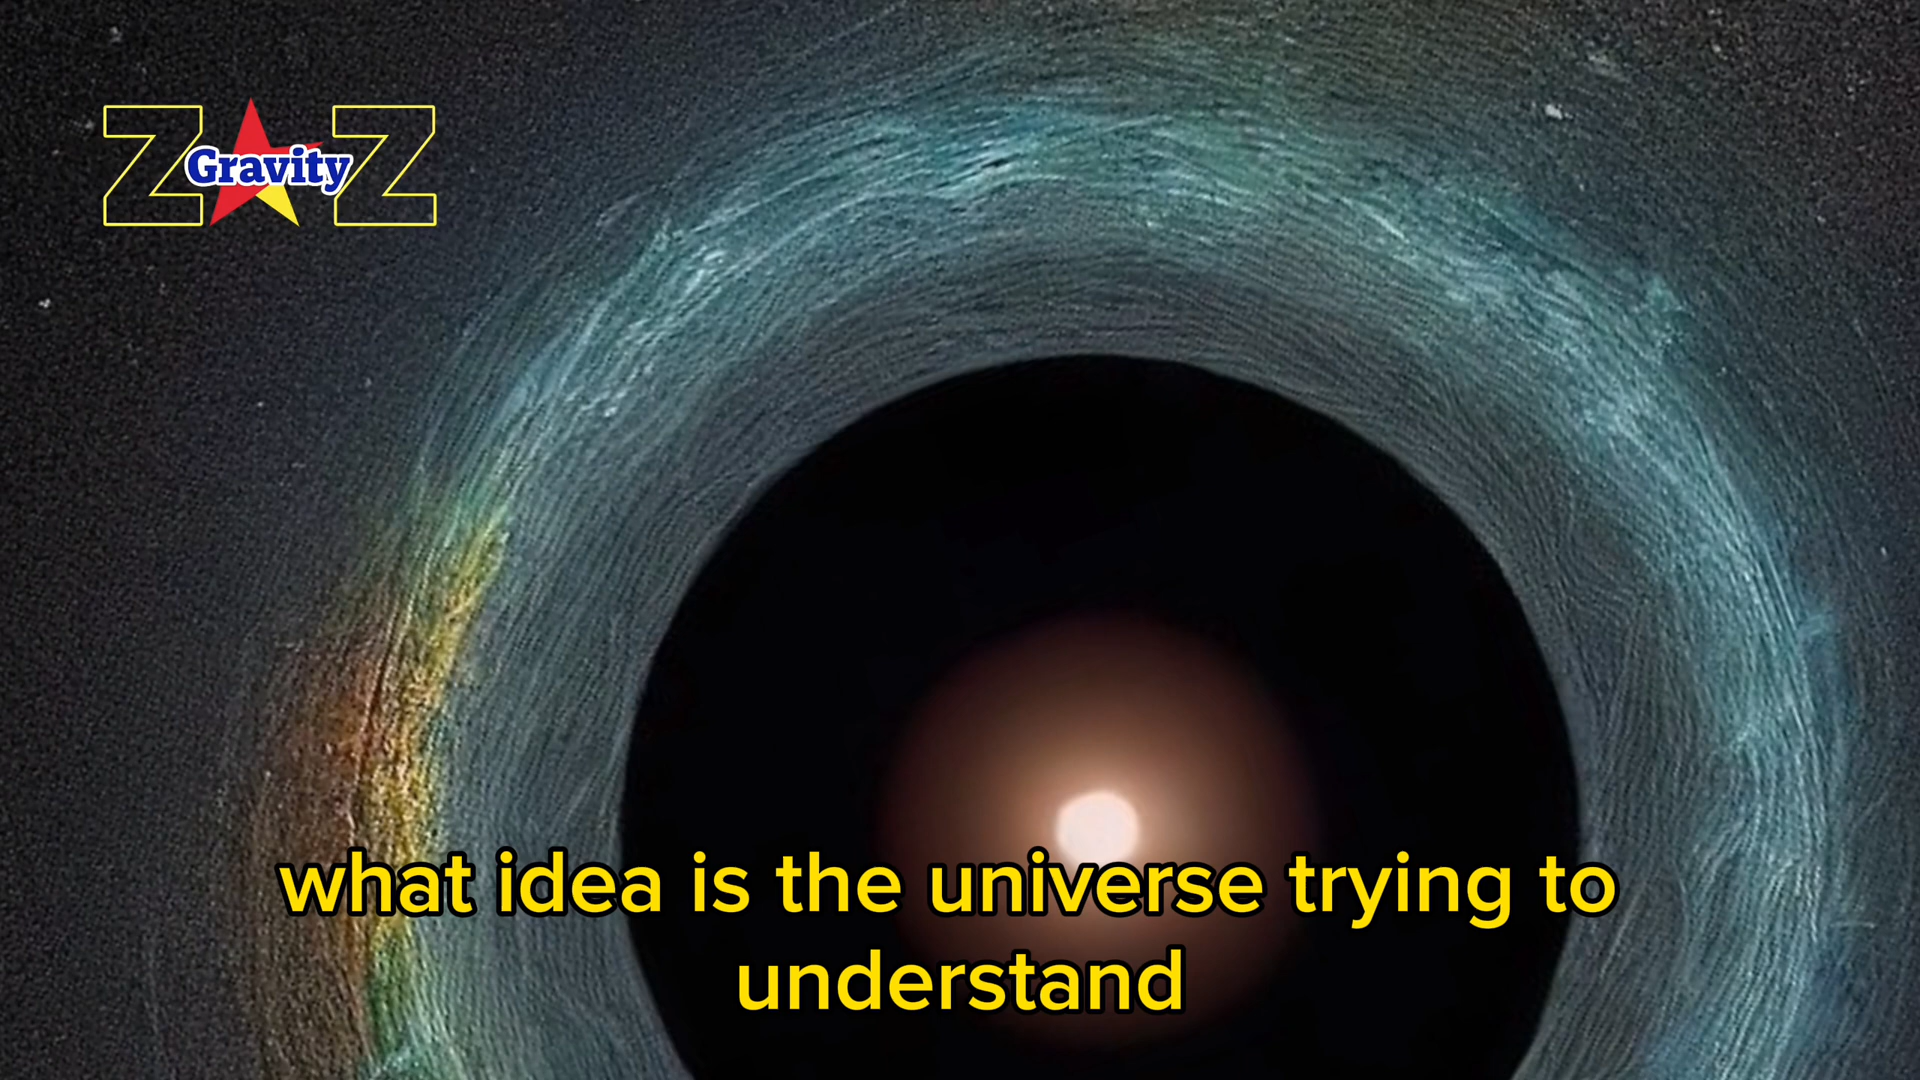 Z Gravity Z
what idea is the universe trying to
understand